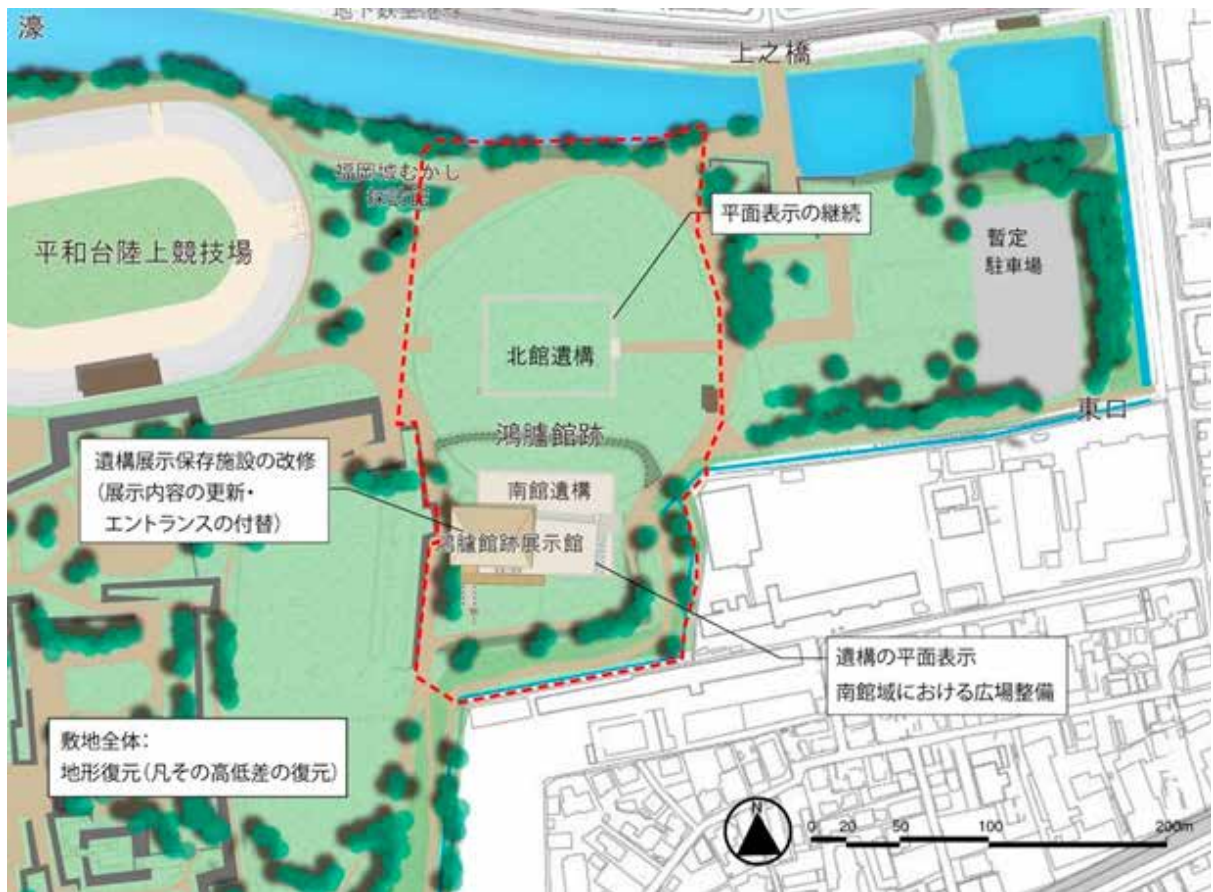 濠
上之橋
福岡城むかし
平面表示の継続
平和台陸上競技場
暫定
駐車場
北館遺構
東口
鴻臚館跡
遺構展示保存施設の改修
(展示内容の更新・
エントランスの付替)
南館遺構
鴻臚館跡展示館
遺構の平面表示
南館域における広場整備
敷地全体:
地形復元(凡その高低差の復元)
N
0 20 50 100 200m